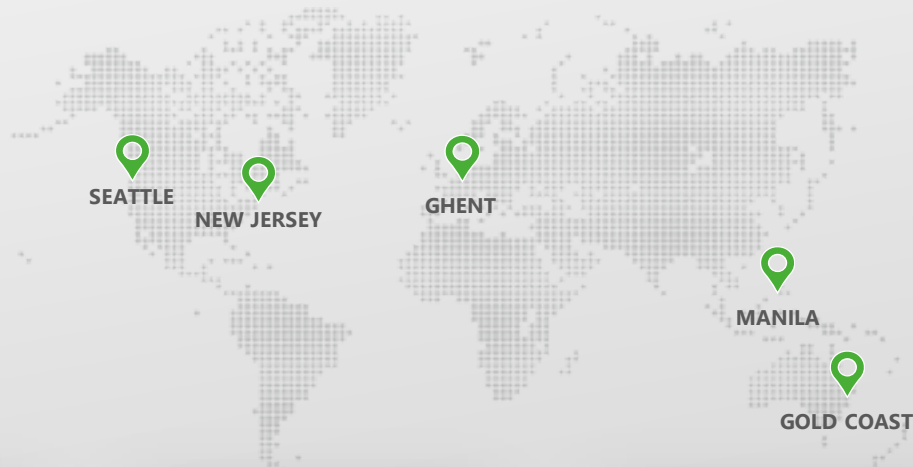 SEATTLE
NEW JERSEY
GHENT
MANILA
GOLD COAST